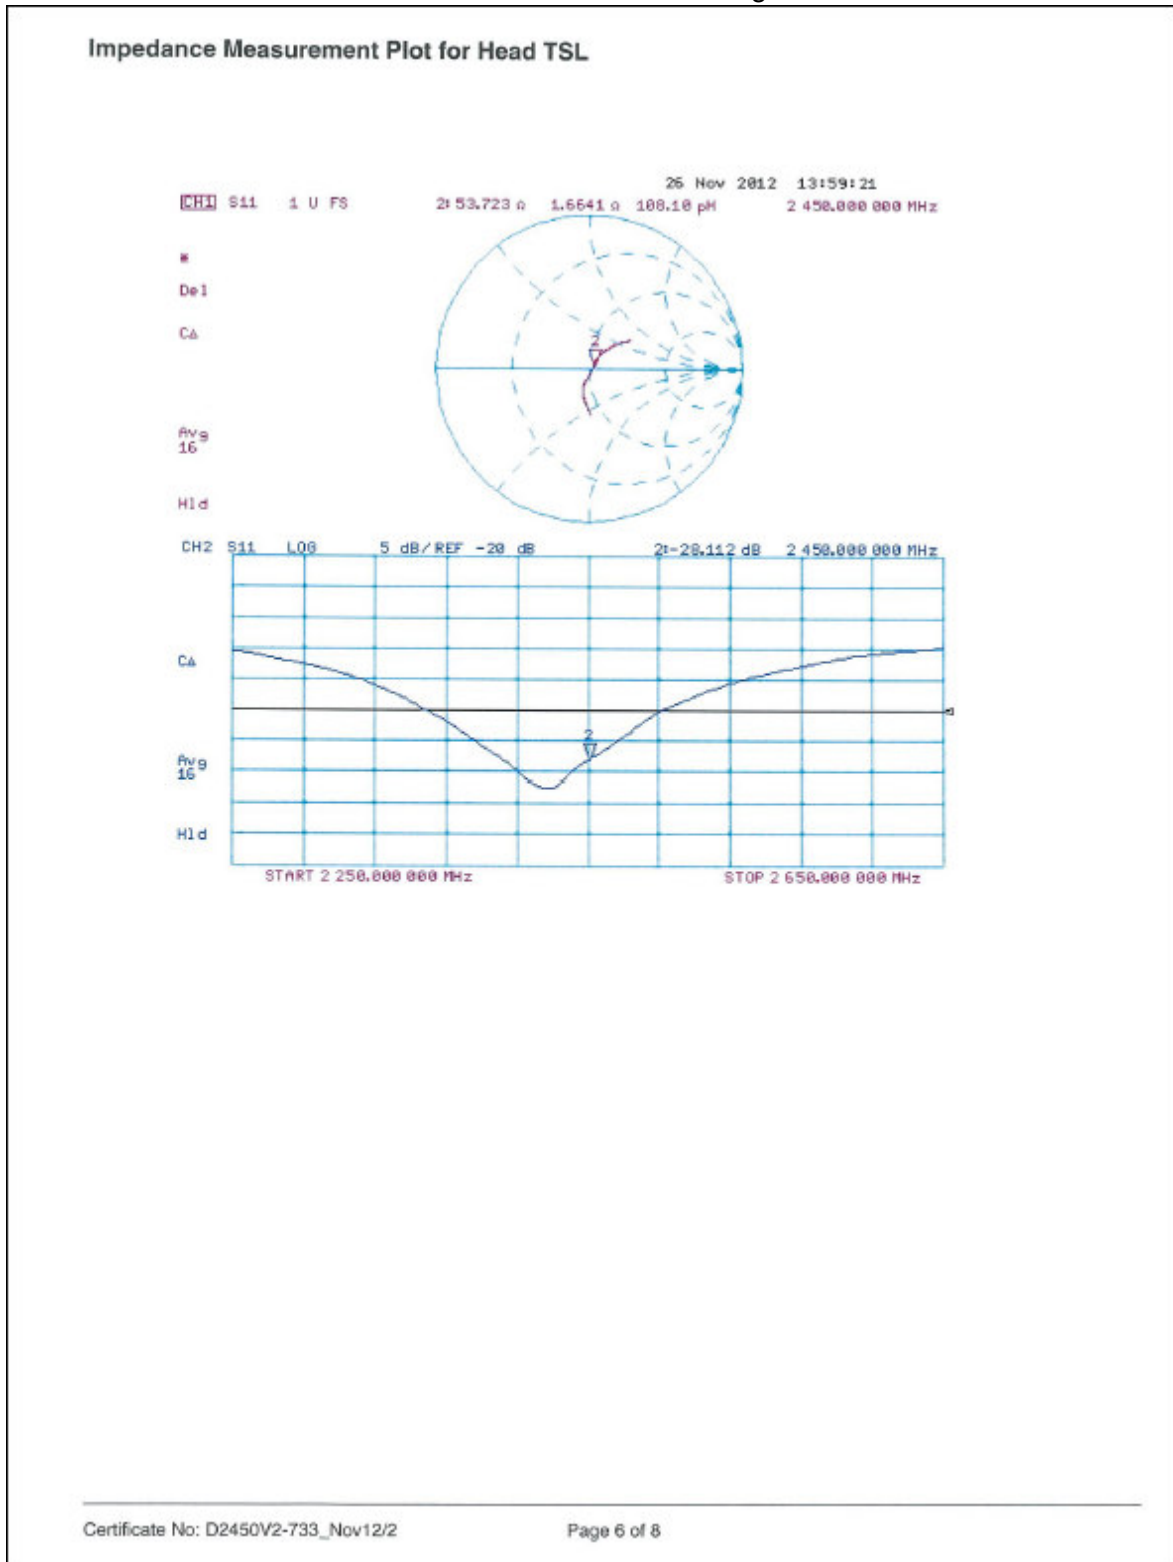 Impedance Measurement Plot for Head TSL
26 Nov 2012 13:59:21
CH1 S11 1 U FS 2: 53.723 Ω 1.6641 Ω 108.10 pH 2 450.000 000 MHz
*
Del
CΔ
2
Avg
16
Hld
CH2 S11 LOG 5 dB/REF -20 dB 2:-28.112 dB 2 450.000 000 MHz
CΔ
2
Avg
16
Hld
START 2 250.000 000 MHz STOP 2 650.000 000 MHz
Certificate No: D2450V2-733_Nov12/2 Page 6 of 8